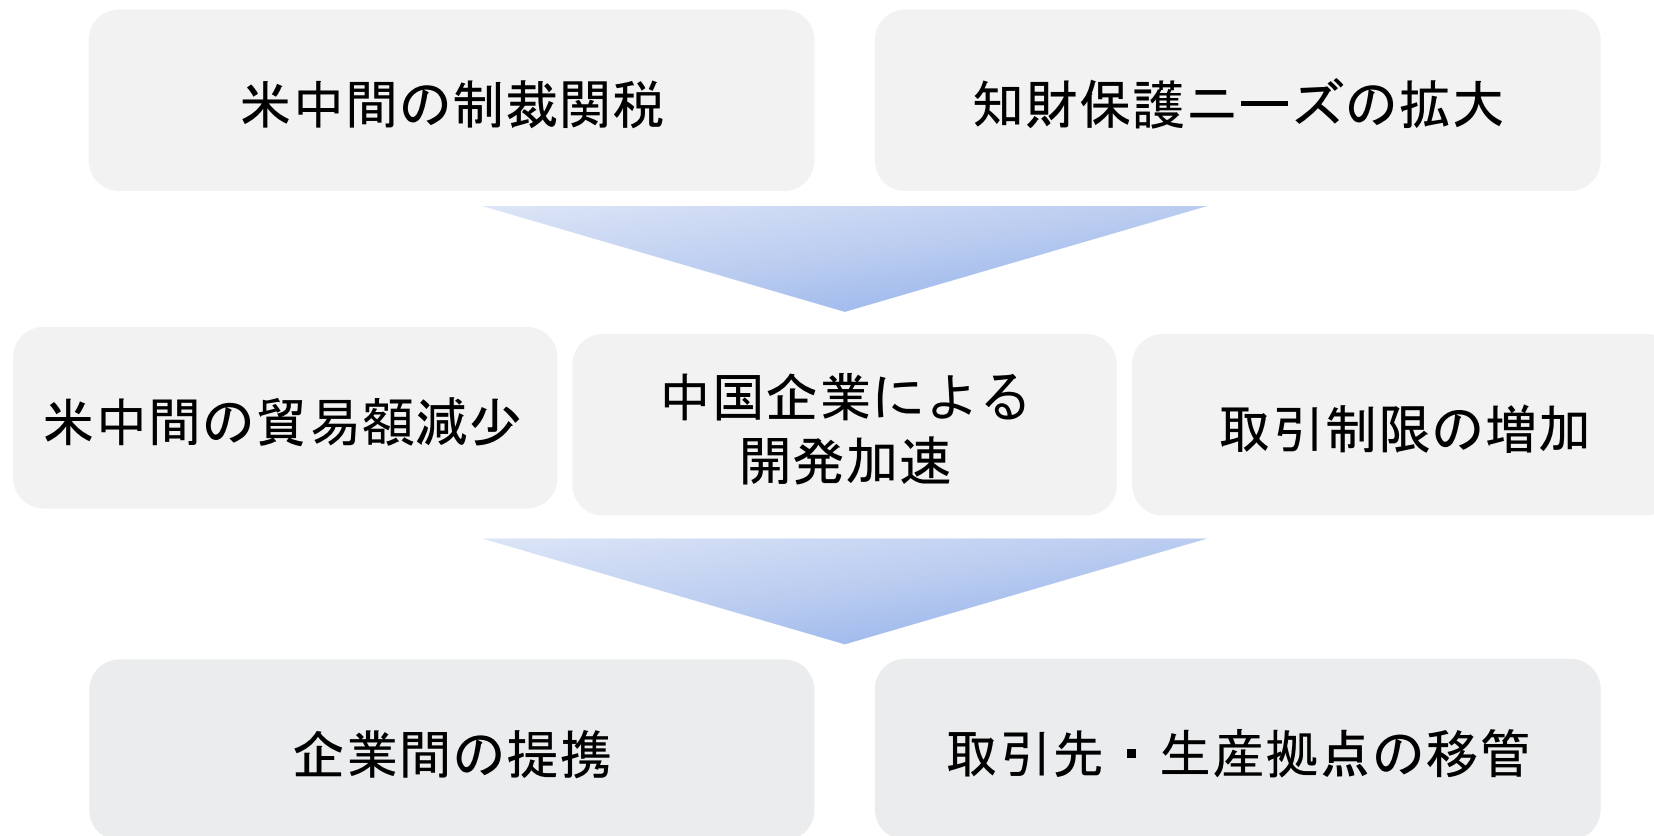 米中間の制裁関税
知財保護ニーズの拡大
米中間の貿易額減少
中国企業による
開発加速
取引制限の増加
企業間の提携
取引先・生産拠点の移管